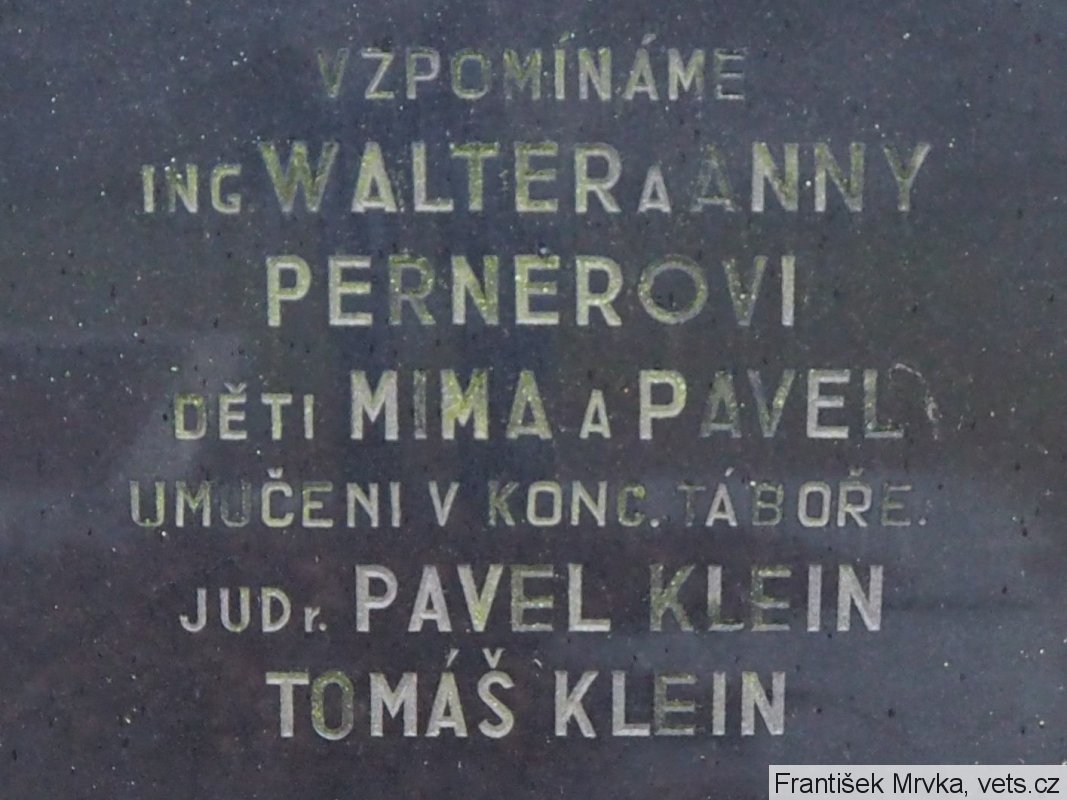 VZPOMÍNÁME
ING WALTER A ANNY
PERNEROVI
DĚTI MIMA A PAVEL
UMUČENI V KONC. TÁBOŘE.
JUDr. PAVEL KLEIN
TOMÁŠ KLEIN
František Mrvka, vets.cz